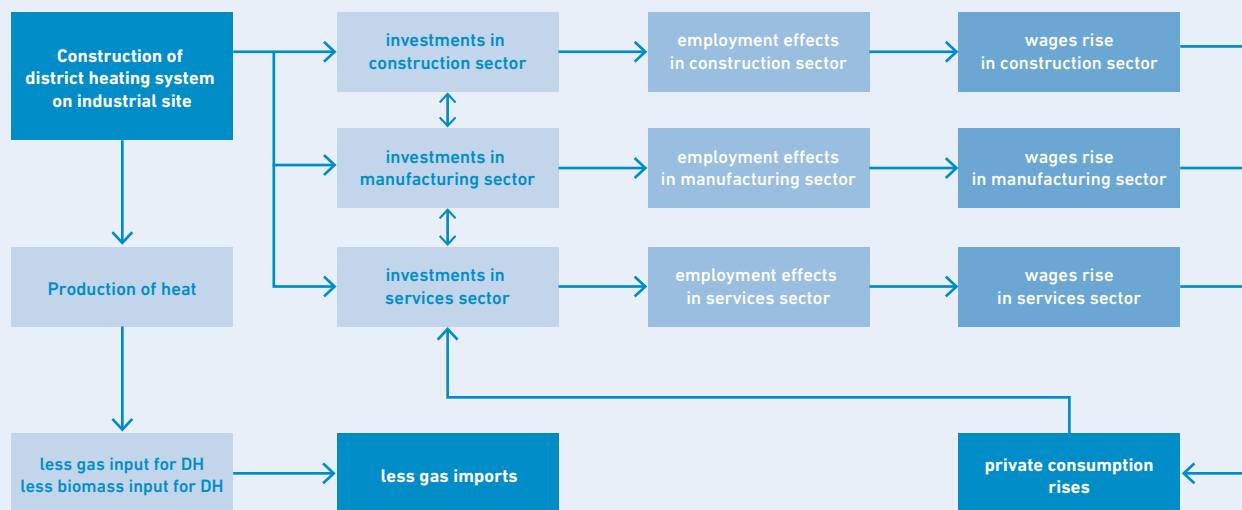 Construction of
district heating system
on industrial site
investments in
construction sector
employment effects
in construction sector
wages rise
in construction sector
investments in
manufacturing sector
employment effects
in manufacturing sector
wages rise
in manufacturing sector
Production of heat
investments in
services sector
employment effects
in services sector
wages rise
in services sector
less gas input for DH
less biomass input for DH
less gas imports
private consumption
rises